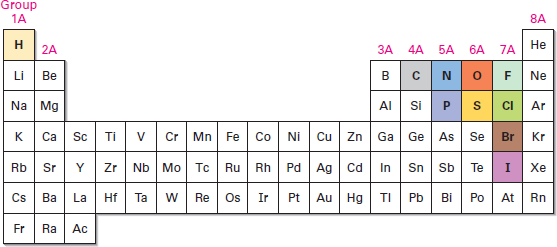 Group
1A 8A
H 2A 3A 4A 5A 6A 7A He
Li Be B C N O F Ne
Na Mg Al Si P S Cl Ar
K Ca Sc Ti V Cr Mn Fe Co Ni Cu Zn Ga Ge As Se Br Kr
Rb Sr Y Zr Nb Mo Tc Ru Rh Pd Ag Cd In Sn Sb Te I Xe
Cs Ba La Hf Ta W Re Os Ir Pt Au Hg Tl Pb Bi Po At Rn
Fr Ra Ac